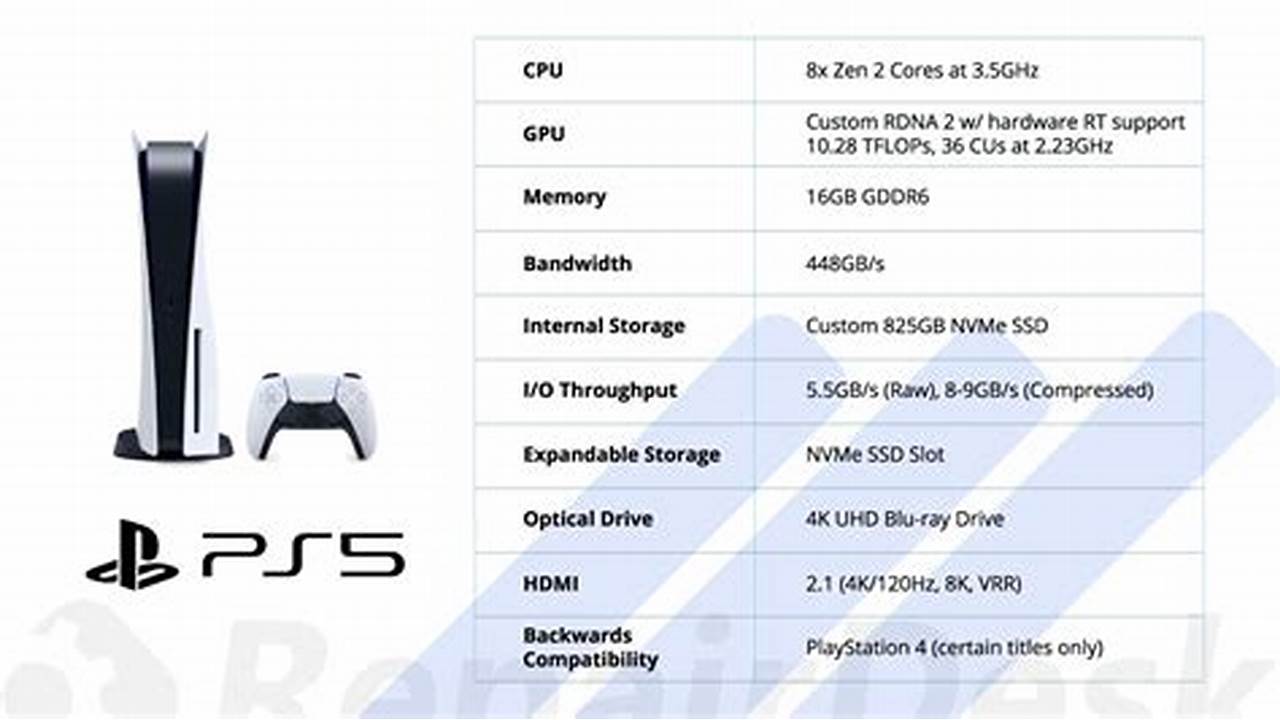 CPU
8x Zen 2 Cores at 3.5GHz
GPU
Custom RDNA 2 w/ hardware RT support
10.28 TFLOPs, 36 CUs at 2.23GHz
Memory
16GB GDDR6
Bandwidth
448GB/s
Internal Storage
Custom 825GB NVMe SSD
I/O Throughput
5.5GB/s (Raw), 8-9GB/s (Compressed)
Expandable Storage
NVMe SSD Slot
Optical Drive
4K UHD Blu-ray Drive
HDMI
2.1 (4K/120Hz, 8K, VRR)
Backwards
Compatibility
PlayStation 4 (certain titles only)
PS5
RepairDesk